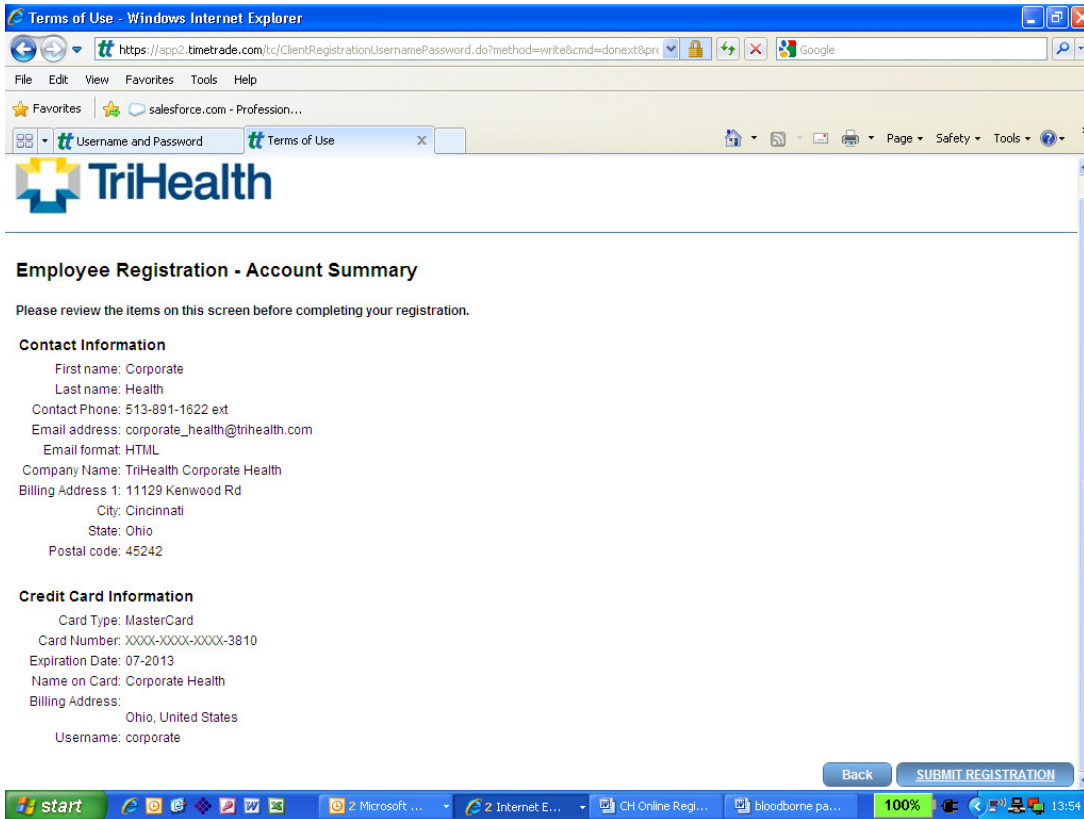 Terms of Use - Windows Internet Explorer
https://app2.timetrade.com/tc/ClientRegistrationUsernamePassword.do?method=write&cmd=donext&pr
Google
File Edit View Favorites Tools Help
Favorites salesforce.com - Profession...
tt Username and Password tt Terms of Use Page Safety Tools
TriHealth
Employee Registration - Account Summary
Please review the items on this screen before completing your registration.
Contact Information
First name: Corporate
Last name: Health
Contact Phone: 513-891-1622 ext
Email address: corporate_health@trihealth.com
Email format: HTML
Company Name: TriHealth Corporate Health
Billing Address 1: 11129 Kenwood Rd
City: Cincinnati
State: Ohio
Postal code: 45242
Credit Card Information
Card Type: MasterCard
Card Number: XXXX-XXXX-XXXX-3810
Expiration Date: 07-2013
Name on Card: Corporate Health
Billing Address:
Ohio, United States
Username: corporate
Back SUBMIT REGISTRATION
start 2 Microsoft ... 2 Internet E... CH Online Regi... bloodborne pa... 100% 13:54